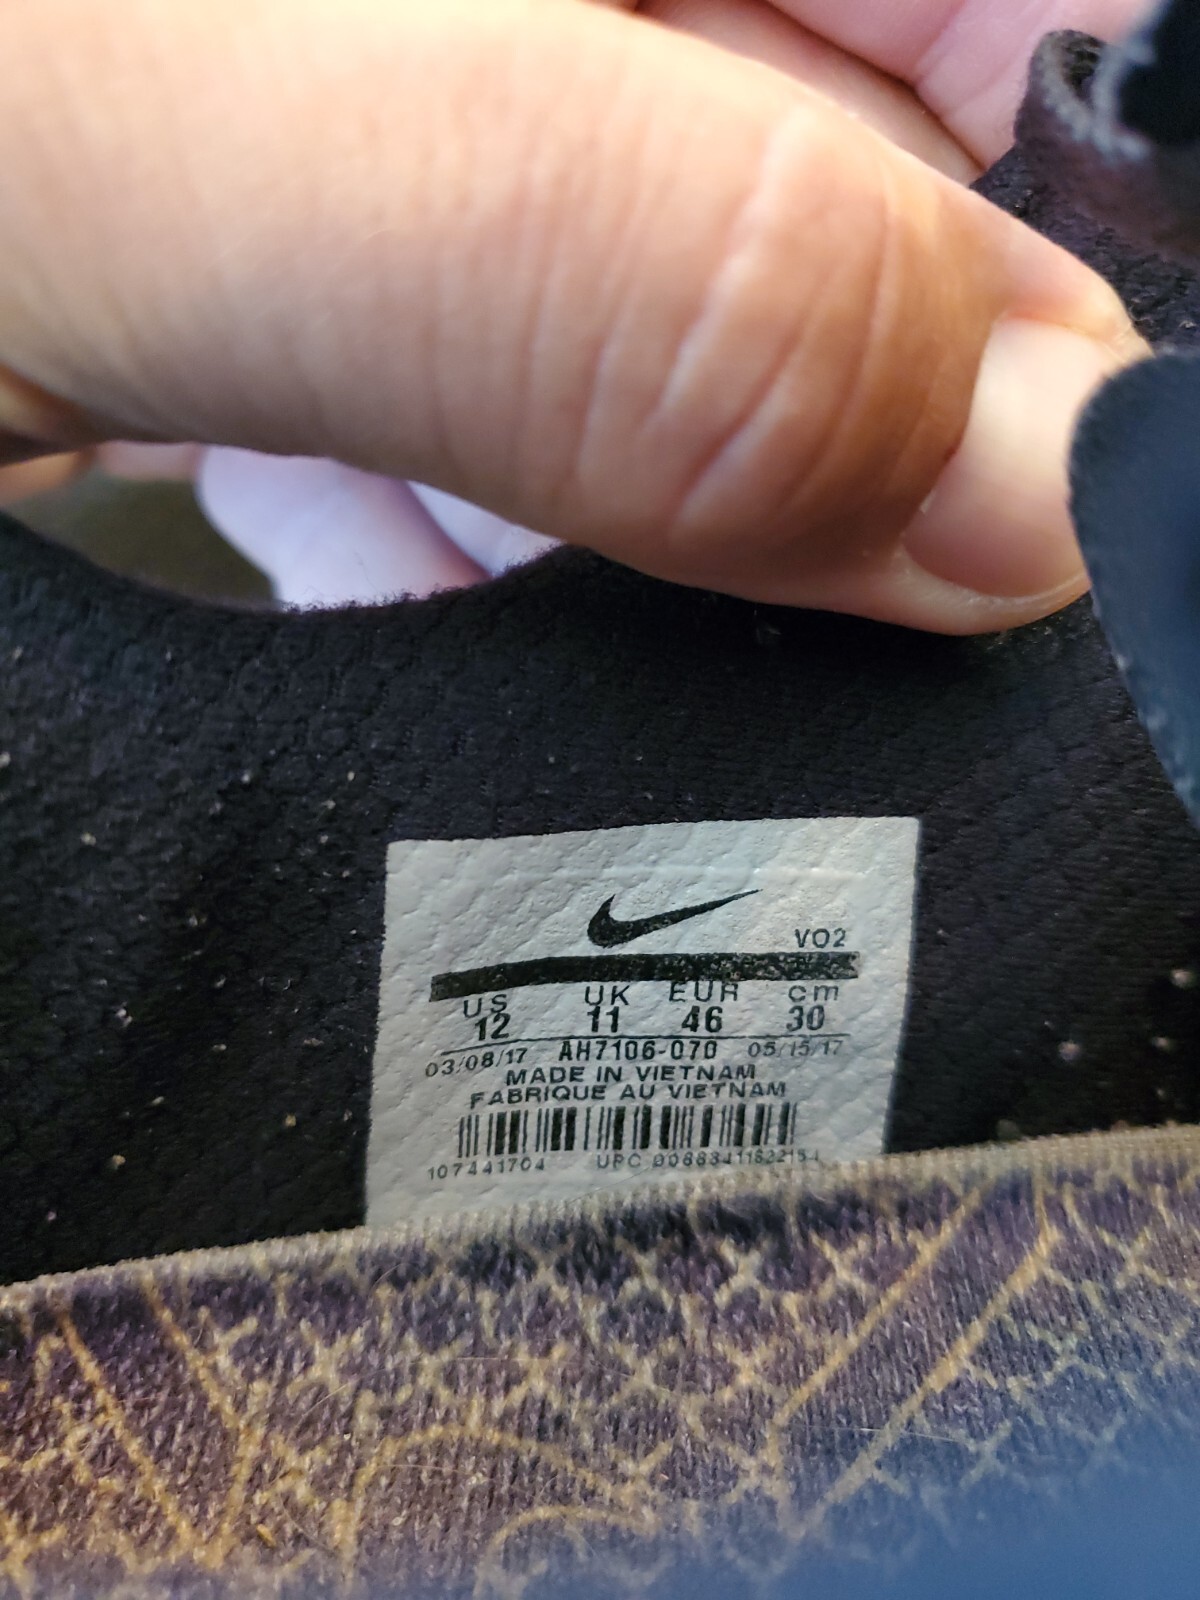 VO2
US UK EUR cm
12 11 46 30
03/08/17 AH7106-070 05/15/17
MADE IN VIETNAM
FABRIQUE AU VIETNAM
107441704 UPC